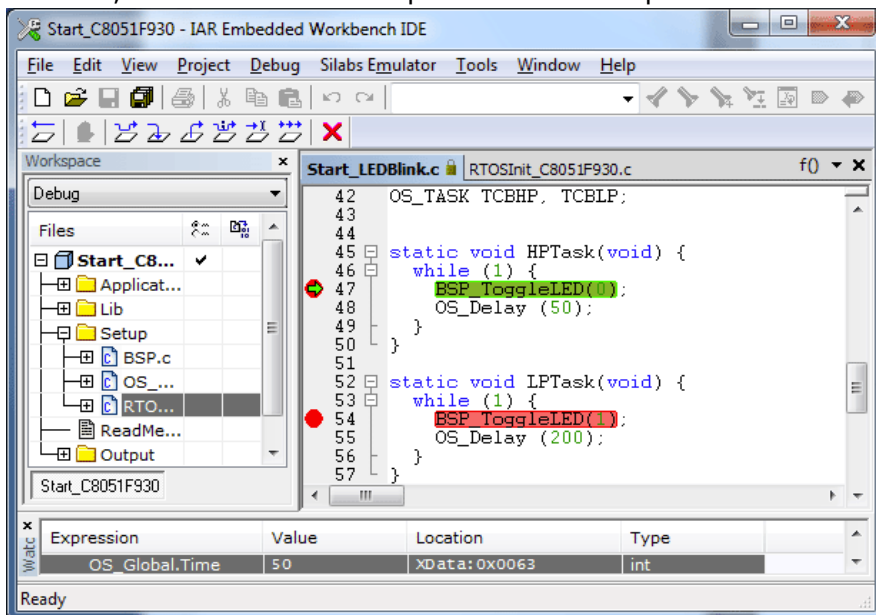 Start_C8051F930 - IAR Embedded Workbench IDE
File Edit View Project Debug Silabs Emulator Tools Window Help
Workspace
Start_LEDBlink.c RTOSInit_C8051F930.c f()
Debug
Files
Start_C8...
Applicat...
Lib
Setup
BSP.c
OS_...
RTO...
ReadMe...
Output
Start_C8051F930
42 OS_TASK TCBHP, TCBLP;
43
44
45 static void HPTask(void) {
46 while (1) {
47 BSP_ToggleLED(0);
48 OS_Delay (50);
49 }
50 }
51
52 static void LPTask(void) {
53 while (1) {
54 BSP_ToggleLED(1);
55 OS_Delay (200);
56 }
57 }
Watc
Expression Value Location Type
OS_Global.Time 50 XData:0x0063 int
Ready